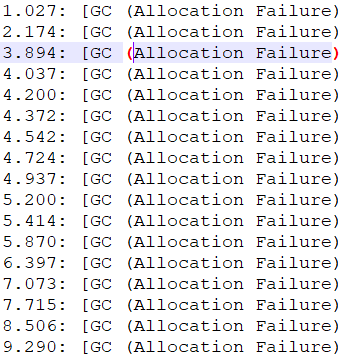 1.027: [GC (Allocation Failure)
2.174: [GC (Allocation Failure)
3.894: [GC (Allocation Failure)
4.037: [GC (Allocation Failure)
4.200: [GC (Allocation Failure)
4.372: [GC (Allocation Failure)
4.542: [GC (Allocation Failure)
4.724: [GC (Allocation Failure)
4.937: [GC (Allocation Failure)
5.200: [GC (Allocation Failure)
5.414: [GC (Allocation Failure)
5.870: [GC (Allocation Failure)
6.397: [GC (Allocation Failure)
7.073: [GC (Allocation Failure)
7.715: [GC (Allocation Failure)
8.506: [GC (Allocation Failure)
9.290: [GC (Allocation Failure)